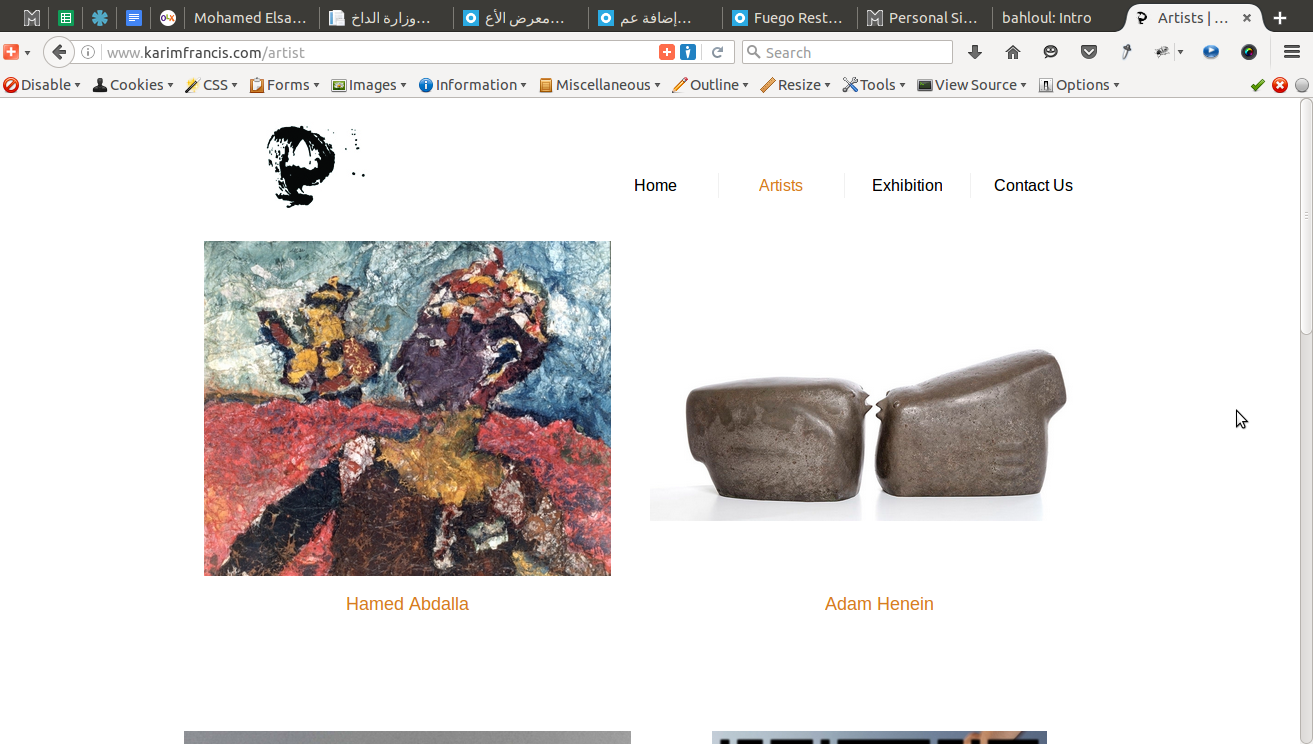 Mohamed Elsa...
وزارة الداخ...
معرض الأع...
إضافة عم...
Fuego Rest...
Personal Si...
bahloul: Intro
Artists | ...
www.karimfrancis.com/artist
Search
Disable
Cookies
CSS
Forms
Images
Information
Miscellaneous
Outline
Resize
Tools
View Source
Options
Home
Artists
Exhibition
Contact Us
Hamed Abdalla
Adam Henein